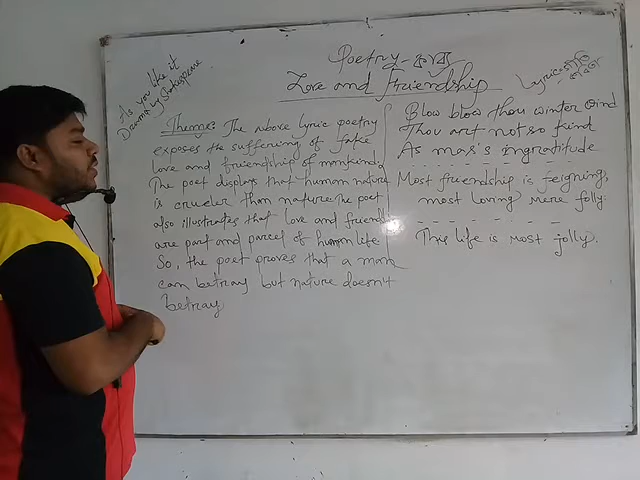 As you like it
Drama by Shakespeare
Poetry - কাব্য
Love and Friendship
Lyric - গীতি
কবিতা
Theme: The above lyric poetry
exposes the suffering of fake
love and friendship of mankind.
The poet displays that human nature
is crueler than nature. The poet
also illustrates that love and friend
are part and parcel of human life
So, the poet proves that a man
can betray but nature doesn't
betray
Blow blow thou winter wind
Thou art not so kind
As man's ingratitude
Most friendship is feigning,
most loving mere folly.
This life is most jolly.